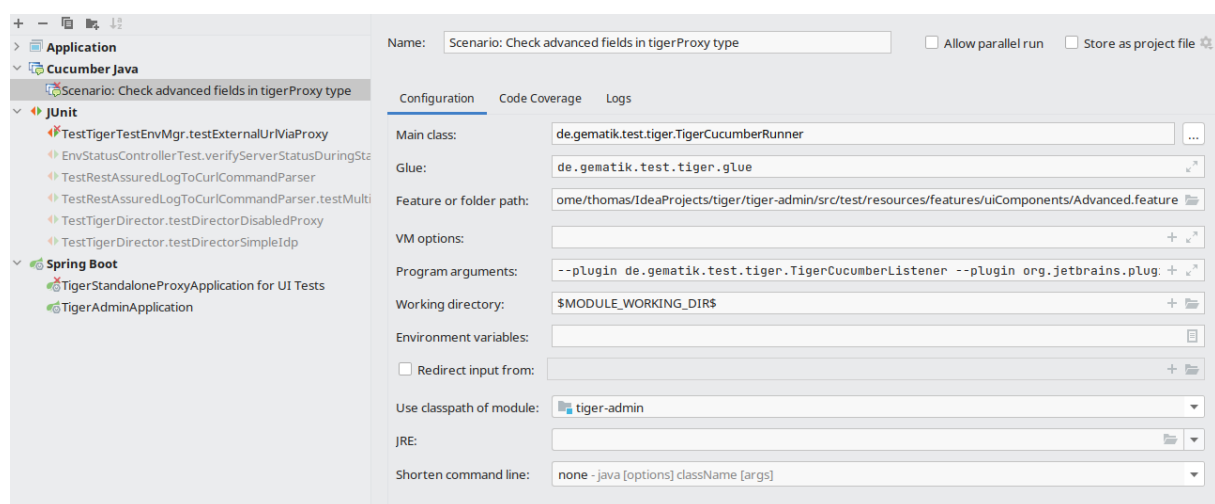 Application
Cucumber Java
Scenario: Check advanced fields in tigerProxy type
JUnit
TestTigerTestEnvMgr.testExternalUrlViaProxy
EnvStatusControllerTest.verifyServerStatusDuringSta
TestRestAssuredLogToCurlCommandParser
TestRestAssuredLogToCurlCommandParser.testMulti
TestTigerDirector.testDirectorDisabledProxy
TestTigerDirector.testDirectorSimpleIdp
Spring Boot
TigerStandaloneProxyApplication for UI Tests
TigerAdminApplication
Name: Scenario: Check advanced fields in tigerProxy type Allow parallel run Store as project file
Configuration Code Coverage Logs
Main class: de.gematik.test.tiger.TigerCucumberRunner ...
Glue: de.gematik.test.tiger.glue
Feature or folder path: ome/thomas/IdeaProjects/tiger/tiger-admin/src/test/resources/features/uiComponents/Advanced.feature
VM options:
Program arguments: --plugin de.gematik.test.tiger.TigerCucumberListener --plugin org.jetbrains.plug
Working directory: $MODULE_WORKING_DIR$
Environment variables:
Redirect input from:
Use classpath of module: tiger-admin
JRE:
Shorten command line: none - java [options] className [args]